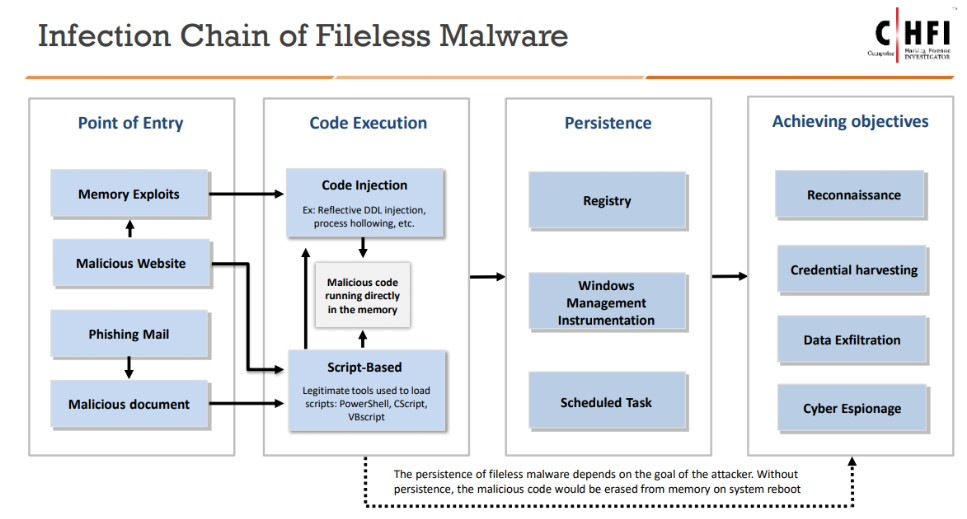 Infection Chain of Fileless Malware
C|HFI
Computer Hacking Forensic
INVESTIGATOR
Point of Entry
Memory Exploits
Malicious Website
Phishing Mail
Malicious document
Code Execution
Code Injection
Ex: Reflective DDL injection,
process hollowing, etc.
Malicious code
running directly
in the memory
Script-Based
Legitimate tools used to load
scripts: PowerShell, CScript,
VBscript
Persistence
Registry
Windows
Management
Instrumentation
Scheduled Task
Achieving objectives
Reconnaissance
Credential harvesting
Data Exfiltration
Cyber Espionage
The persistence of fileless malware depends on the goal of the attacker. Without
persistence, the malicious code would be erased from memory on system reboot